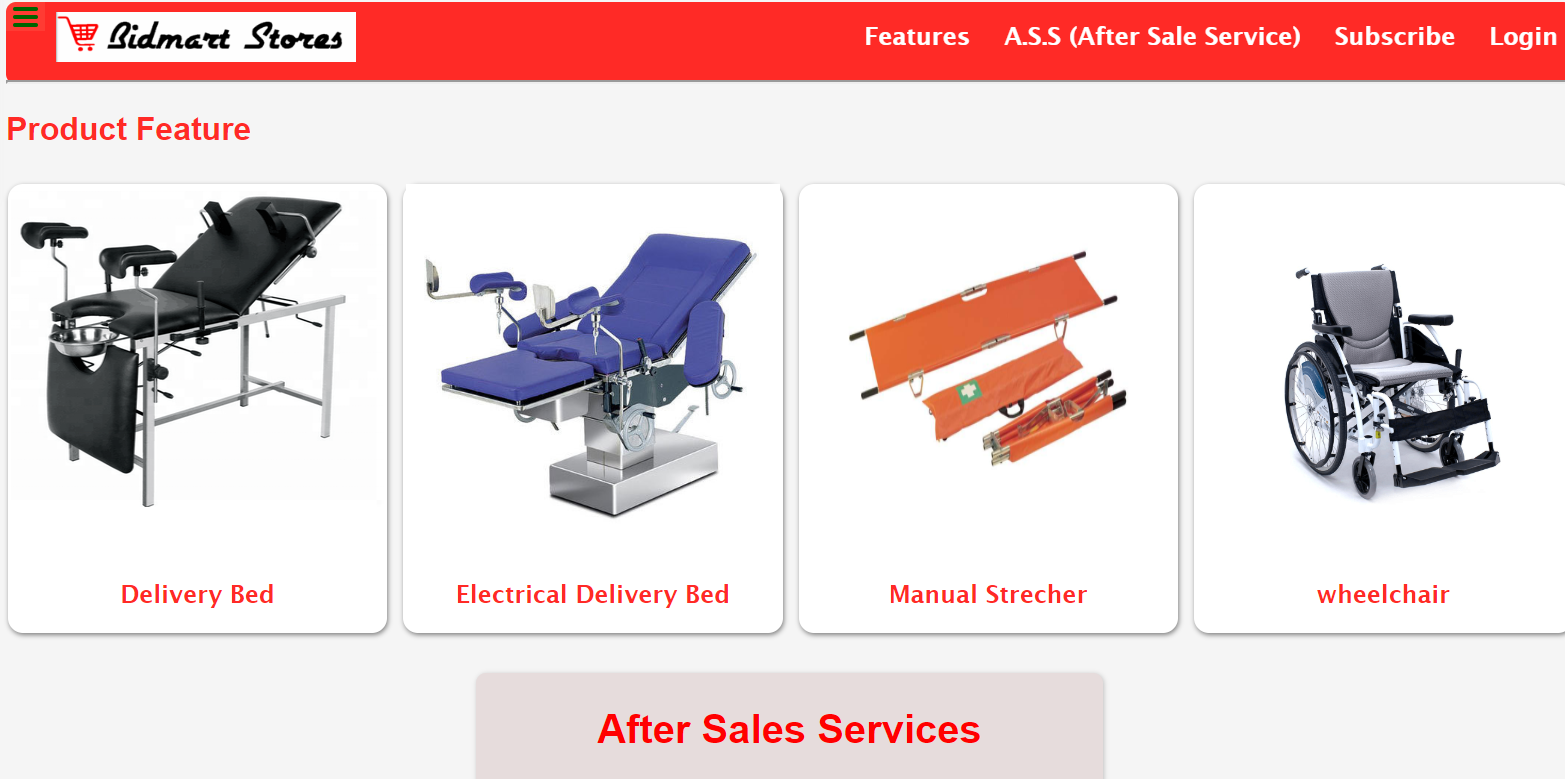 Bidmart Stores
Features A.S.S (After Sale Service) Subscribe Login
Product Feature
Delivery Bed
Electrical Delivery Bed
Manual Strecher
wheelchair
After Sales Services